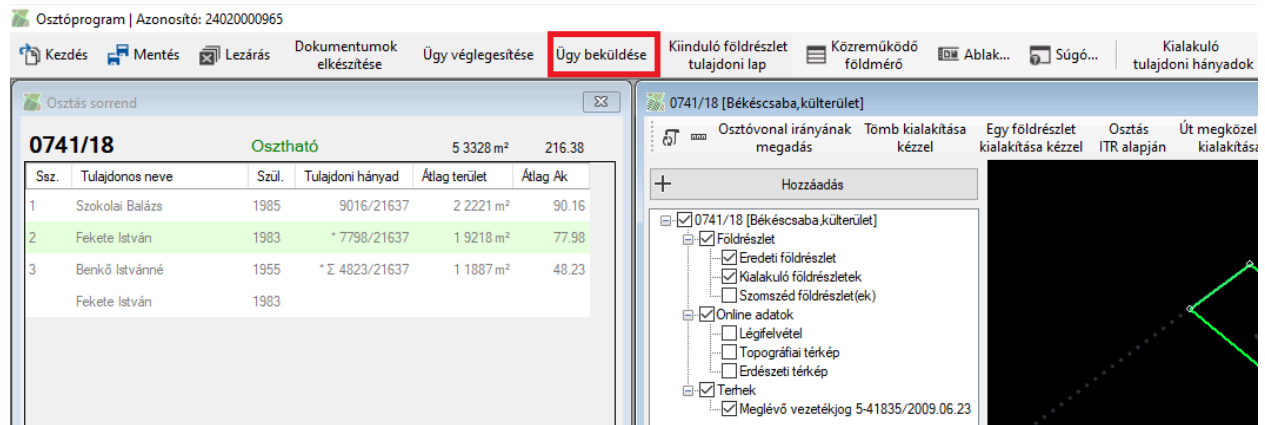 Osztóprogram | Azonosító: 24020000965
Kezdés Mentés Lezárás Dokumentumok elkészítése Ügy véglegesítése Ügy beküldése Kiinduló földrészlet tulajdoni lap Közreműködő földmérő Ablak... Súgó... Kialakuló tulajdoni hányadok
Osztás sorrend
0741/18 Osztható 5 3328 m² 216.38
Ssz. Tulajdonos neve Szül. Tulajdoni hányad Átlag terület Átlag Ak
1 Szokolai Balázs 1985 9016/21637 2 2221 m² 90.16
2 Fekete István 1983 * 7798/21637 1 9218 m² 77.98
3 Benkő Istvánné 1955 * Σ 4823/21637 1 1887 m² 48.23
Fekete István 1983
0741/18 [Békéscsaba,külterület]
Osztóvonal irányának megadás Tömb kialakítása kézzel Egy földrészlet kialakítása kézzel Osztás ITR alapján Út megközel kialakítása
Hozzáadás
0741/18 [Békéscsaba,külterület]
Földrészlet
Eredeti földrészlet
Kialakuló földrészletek
Szomszéd földrészlet(ek)
Online adatok
Légifelvétel
Topográfiai térkép
Erdészeti térkép
Terhek
Meglévő vezetékjog 5-41835/2009.06.23